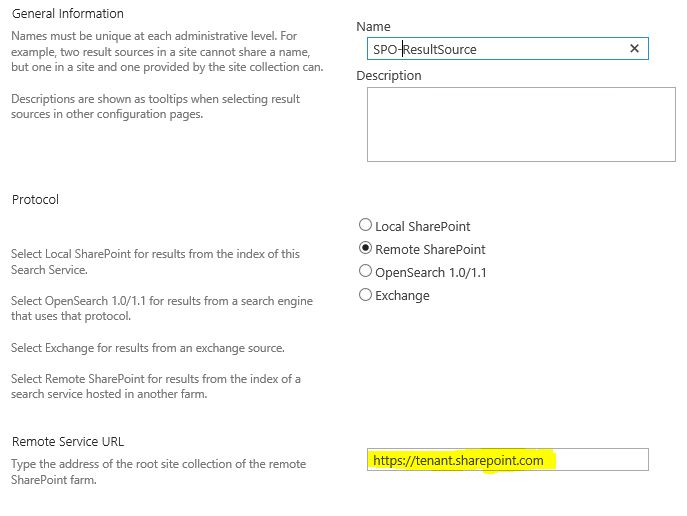 General Information
Names must be unique at each administrative level. For
example, two result sources in a site cannot share a name,
but one in a site and one provided by the site collection can.
Descriptions are shown as tooltips when selecting result
sources in other configuration pages.
Name
SPO-ResultSource
Description
Protocol
Select Local SharePoint for results from the index of this
Search Service.
Select OpenSearch 1.0/1.1 for results from a search engine
that uses that protocol.
Select Exchange for results from an exchange source.
Select Remote SharePoint for results from the index of a
search service hosted in another farm.
Local SharePoint
Remote SharePoint
OpenSearch 1.0/1.1
Exchange
Remote Service URL
Type the address of the root site collection of the remote
SharePoint farm.
https://tenant.sharepoint.com